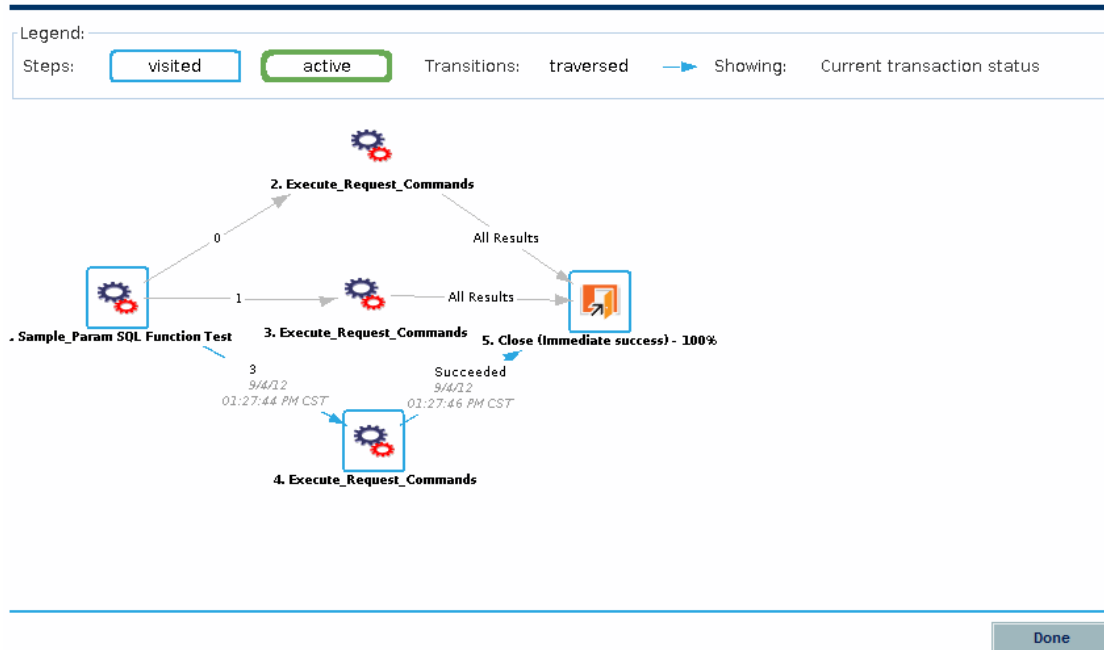 Legend:
Steps: visited active Transitions: traversed Showing: Current transaction status
2. Execute_Request_Commands
0
All Results
1
All Results
. Sample_Param SQL Function Test
3. Execute_Request_Commands
5. Close (Immediate success) - 100%
3
9/4/12
01:27:44 PM CST
Succeeded
9/4/12
01:27:46 PM CST
4. Execute_Request_Commands
Done